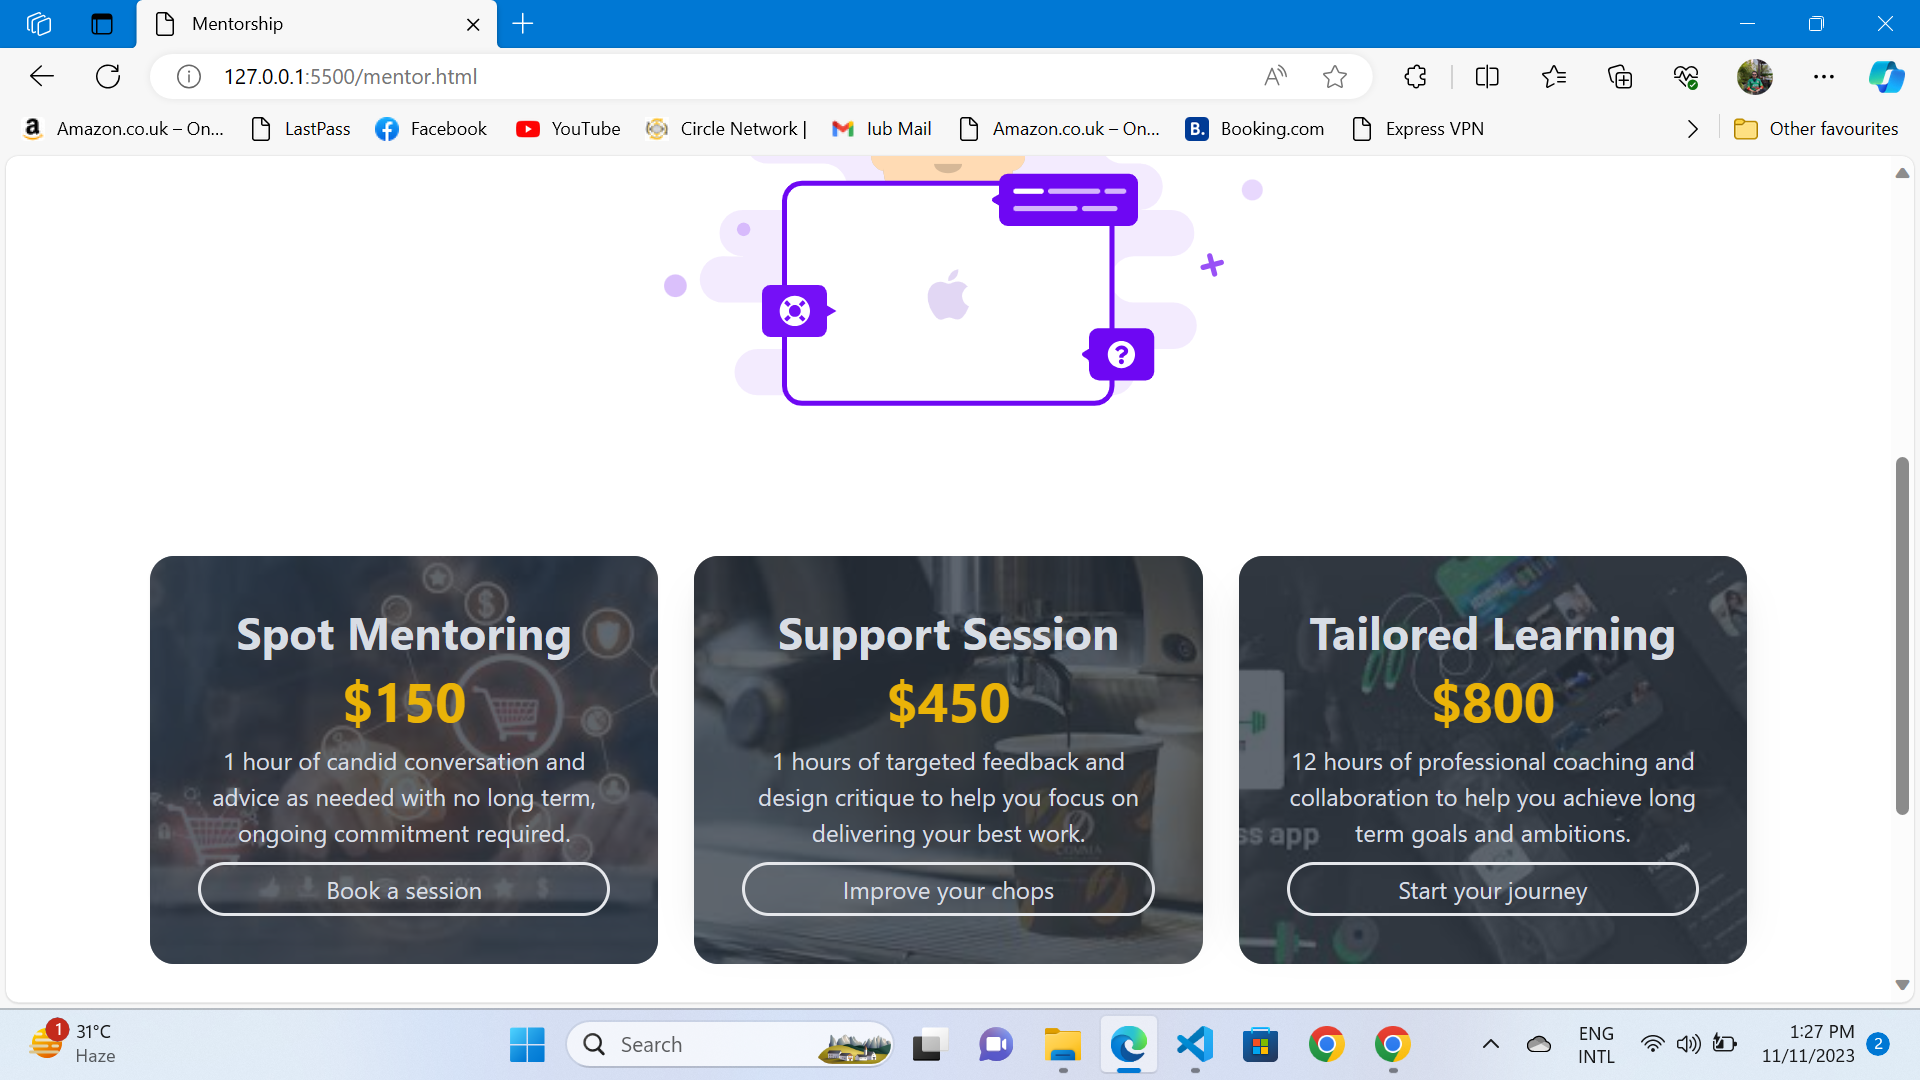 Mentorship
127.0.0.1:5500/mentor.html
a Amazon.co.uk – On... LastPass Facebook YouTube Circle Network | Iub Mail Amazon.co.uk – On... B. Booking.com Express VPN Other favourites
?
Spot Mentoring
$150
1 hour of candid conversation and
advice as needed with no long term,
ongoing commitment required.
Book a session
Support Session
$450
1 hours of targeted feedback and
design critique to help you focus on
delivering your best work.
Improve your chops
Tailored Learning
$800
12 hours of professional coaching and
collaboration to help you achieve long
term goals and ambitions.
ss app
Start your journey
1
31°C
Haze
Search
ENG
INTL
1:27 PM
11/11/2023
2